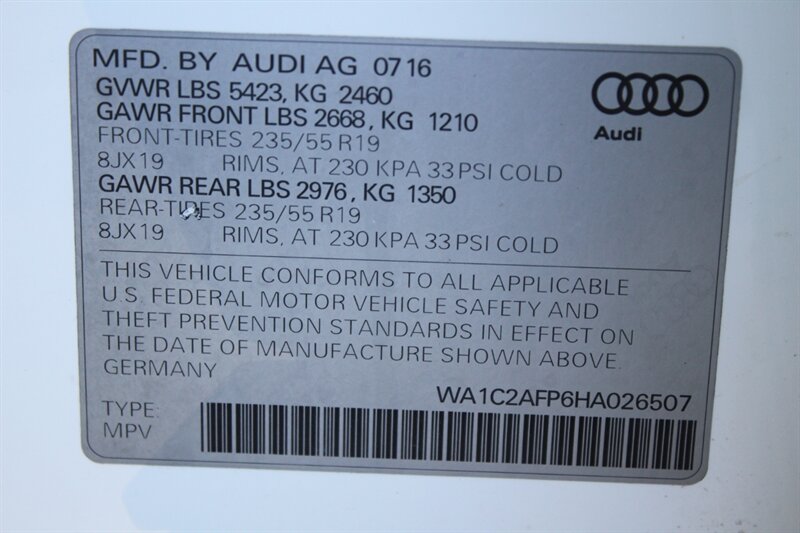 MFD. BY AUDI AG 0716
GVWR LBS 5423, KG 2460
GAWR FRONT LBS 2668, KG 1210
FRONT-TIRES 235/55 R19
8JX19 RIMS, AT 230 KPA 33 PSI COLD
GAWR REAR LBS 2976, KG 1350
REAR-TIRES 235/55 R19
8JX19 RIMS, AT 230 KPA 33 PSI COLD
Audi
THIS VEHICLE CONFORMS TO ALL APPLICABLE
U.S. FEDERAL MOTOR VEHICLE SAFETY AND
THEFT PREVENTION STANDARDS IN EFFECT ON
THE DATE OF MANUFACTURE SHOWN ABOVE.
GERMANY
WA1C2AFP6HA026507
TYPE:
MPV